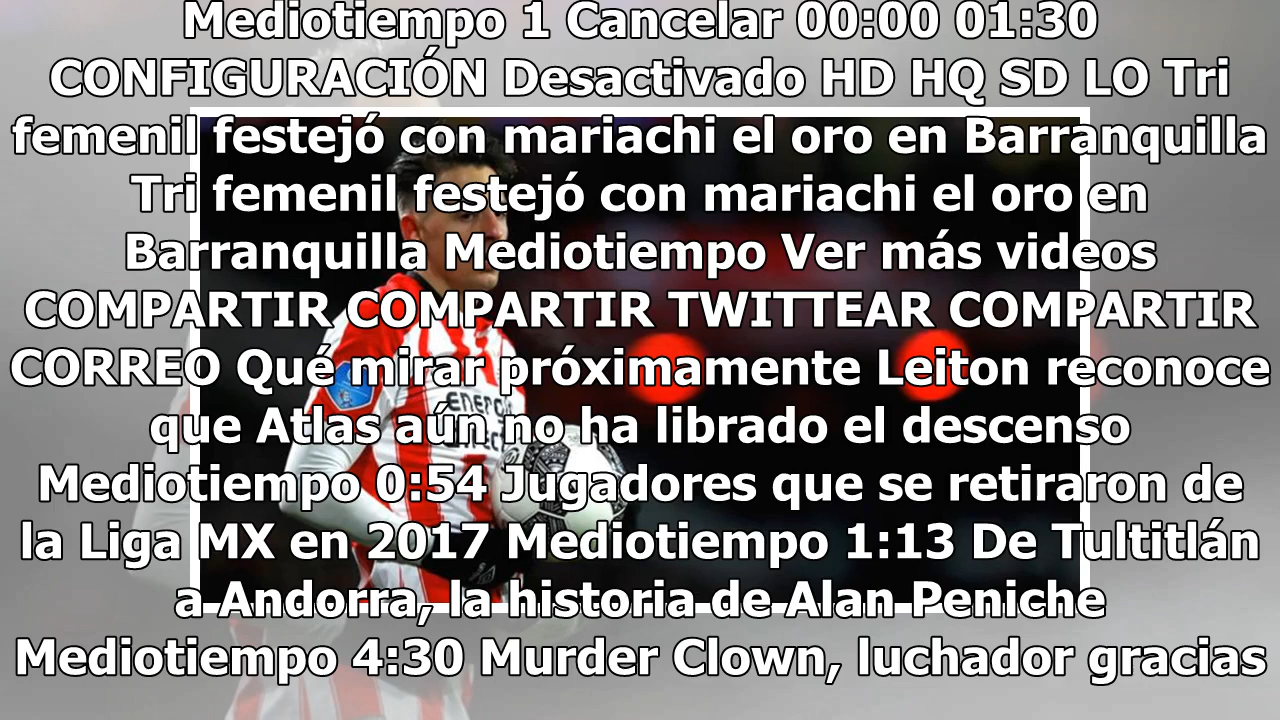 Mediotiempo 1 Cancelar 00:00 01:30
CONFIGURACIÓN Desactivado HD HQ SD LO Tri
femenil festejó con mariachi el oro en Barranquilla
Tri femenil festejó con mariachi el oro en
Barranquilla Mediotiempo Ver más videos
COMPARTIR COMPARTIR TWITTEAR COMPARTIR
CORREO Qué mirar próximamente Leiton reconoce
que Atlas aún no ha librado el descenso
Mediotiempo 0:54 Jugadores que se retiraron de
la Liga MX en 2017 Mediotiempo 1:13 De Tultitlán
a Andorra, la historia de Alan Peniche
Mediotiempo 4:30 Murder Clown, luchador gracias